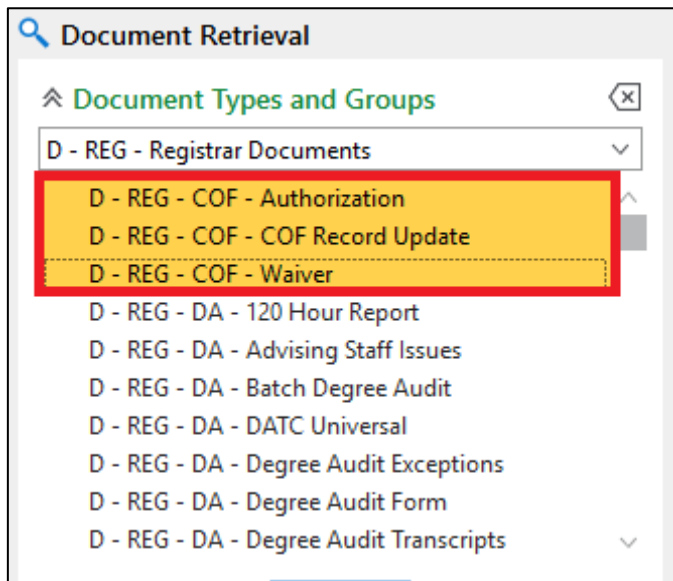 Document Retrieval
Document Types and Groups
D - REG - Registrar Documents
D - REG - COF - Authorization
D - REG - COF - COF Record Update
D - REG - COF - Waiver
D - REG - DA - 120 Hour Report
D - REG - DA - Advising Staff Issues
D - REG - DA - Batch Degree Audit
D - REG - DA - DATC Universal
D - REG - DA - Degree Audit Exceptions
D - REG - DA - Degree Audit Form
D - REG - DA - Degree Audit Transcripts